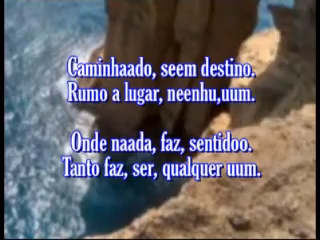 Caminhaado, seem destino.
Rumo a lugar, neenhu,uum.
Onde naada, faz, sentidoo.
Tanto faz, ser, qualquer uum.